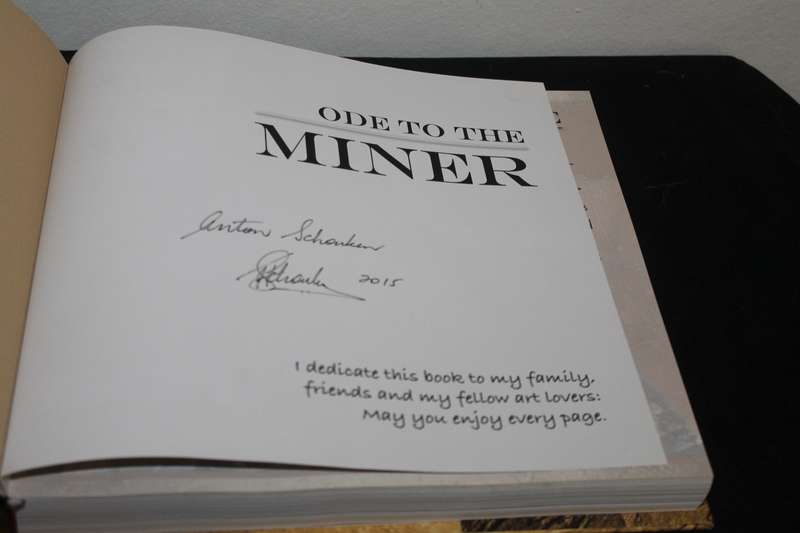 ODE TO THE
MINER
Anton Schouken
2015
I dedicate this book to my family,
friends and my fellow art lovers:
May you enjoy every page.